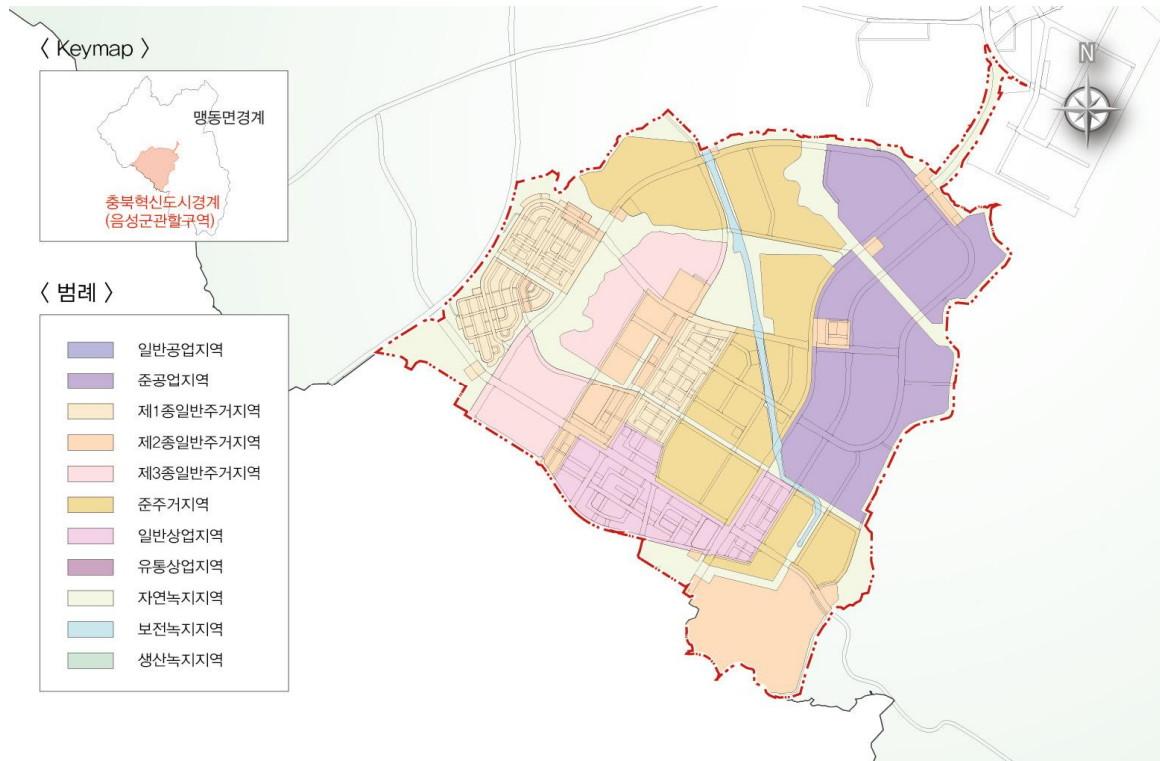 〈 Keymap 〉
맹동면경계
충북혁신도시경계
(음성군관할구역)
N
〈 범례 〉
일반공업지역
준공업지역
제1종일반주거지역
제2종일반주거지역
제3종일반주거지역
준주거지역
일반상업지역
유통상업지역
자연녹지지역
보전녹지지역
생산녹지지역